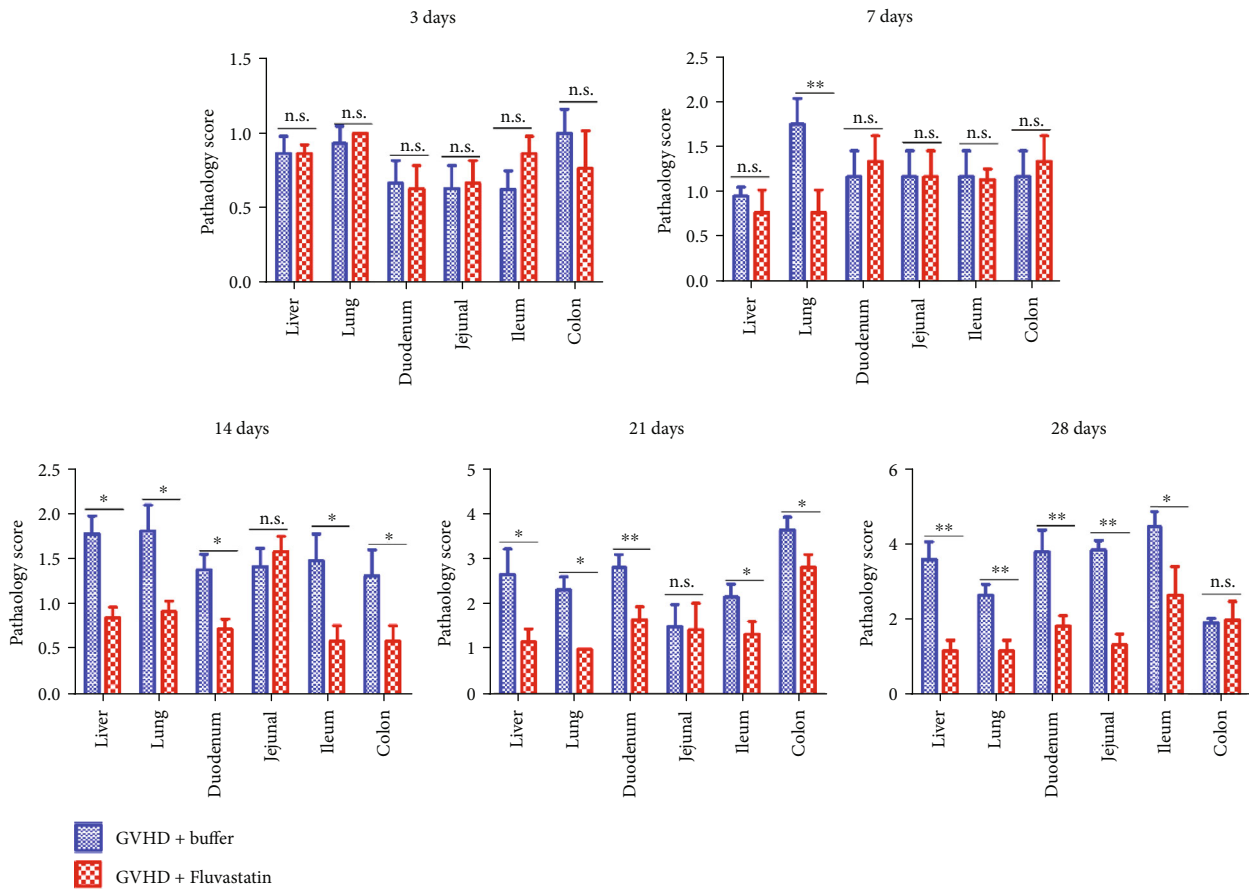 3 days
Pathaology score
1.5
1.0
0.5
0.0
n.s.
n.s.
n.s.
n.s.
n.s.
n.s.
Liver
Lung
Duodenum
Jejunal
Ileum
Colon
7 days
Pathaology score
2.5
2.0
1.5
1.0
0.5
0.0
n.s.
**
n.s.
n.s.
n.s.
n.s.
Liver
Lung
Duodenum
Jejunal
Ileum
Colon
14 days
Pathaology score
2.5
2.0
1.5
1.0
0.5
0.0
*
*
*
n.s.
*
*
Liver
Lung
Duodenum
Jejunal
Ileum
Colon
21 days
Pathaology score
5
4
3
2
1
0
*
*
**
n.s.
*
*
Liver
Lung
Duodenum
Jejunal
Ileum
Colon
28 days
Pathaology score
6
4
2
0
**
**
**
**
*
n.s.
Liver
Lung
Duodenum
Jejunal
Ileum
Colon
GVHD + buffer
GVHD + Fluvastatin